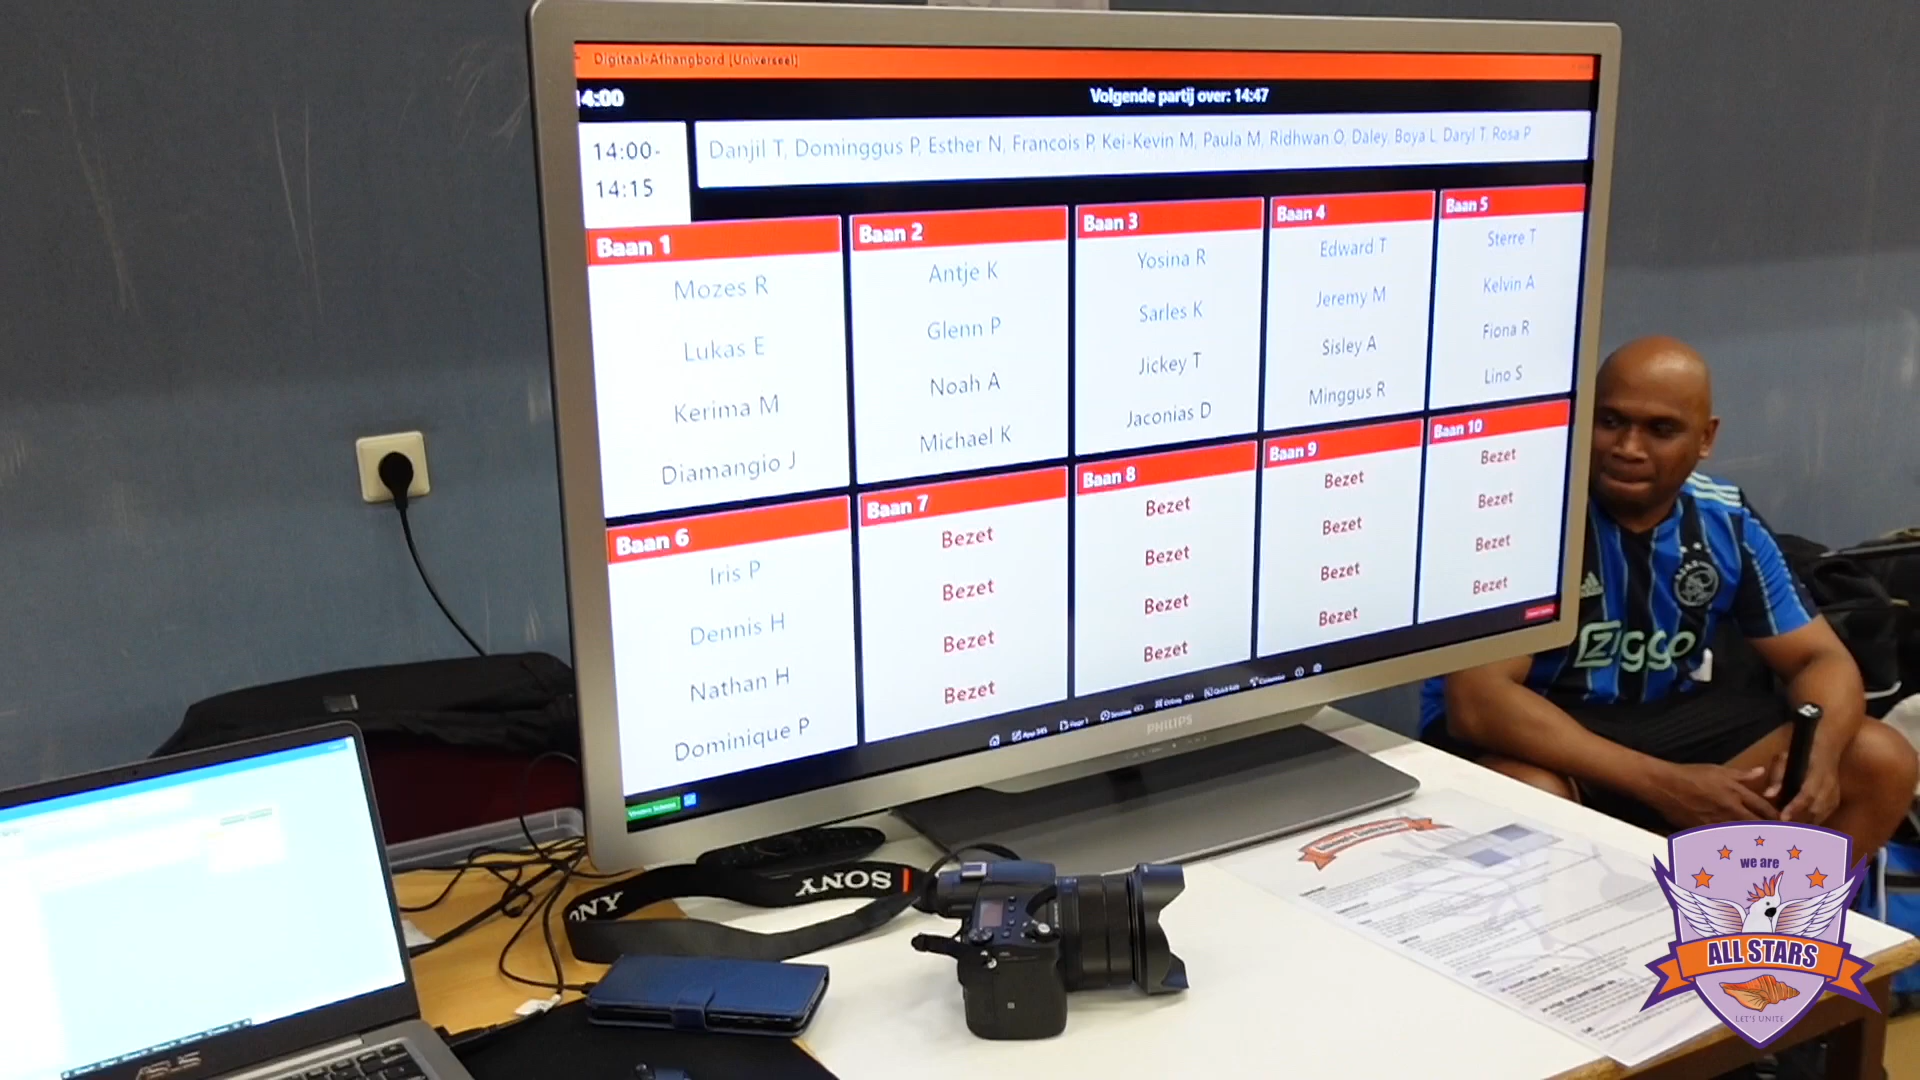 Digitaal-Afhangbord [Universeel]
14:00
Volgende partij over: 14:47
14:00-
14:15
Danjil T, Dominggus P, Esther N, Francois P, Kei-Kevin M, Paula M, Ridhwan O, Daley, Boya L, Daryl T, Rosa P
Baan 1
Mozes R
Lukas E
Kerima M
Diamangio J
Baan 2
Antje K
Glenn P
Noah A
Michael K
Baan 3
Yosina R
Sarles K
Jickey T
Jaconias D
Baan 4
Edward T
Jeremy M
Sisley A
Minggus R
Baan 5
Sterre T
Kelvin A
Fiona R
Lino S
Baan 6
Iris P
Dennis H
Nathan H
Dominique P
Baan 7
Bezet
Bezet
Bezet
Bezet
Baan 8
Bezet
Bezet
Bezet
Bezet
Baan 9
Bezet
Bezet
Bezet
Bezet
Baan 10
Bezet
Bezet
Bezet
Bezet
PHILIPS
Ziggo
SONY
we are
ALL STARS
LET'S UNITE